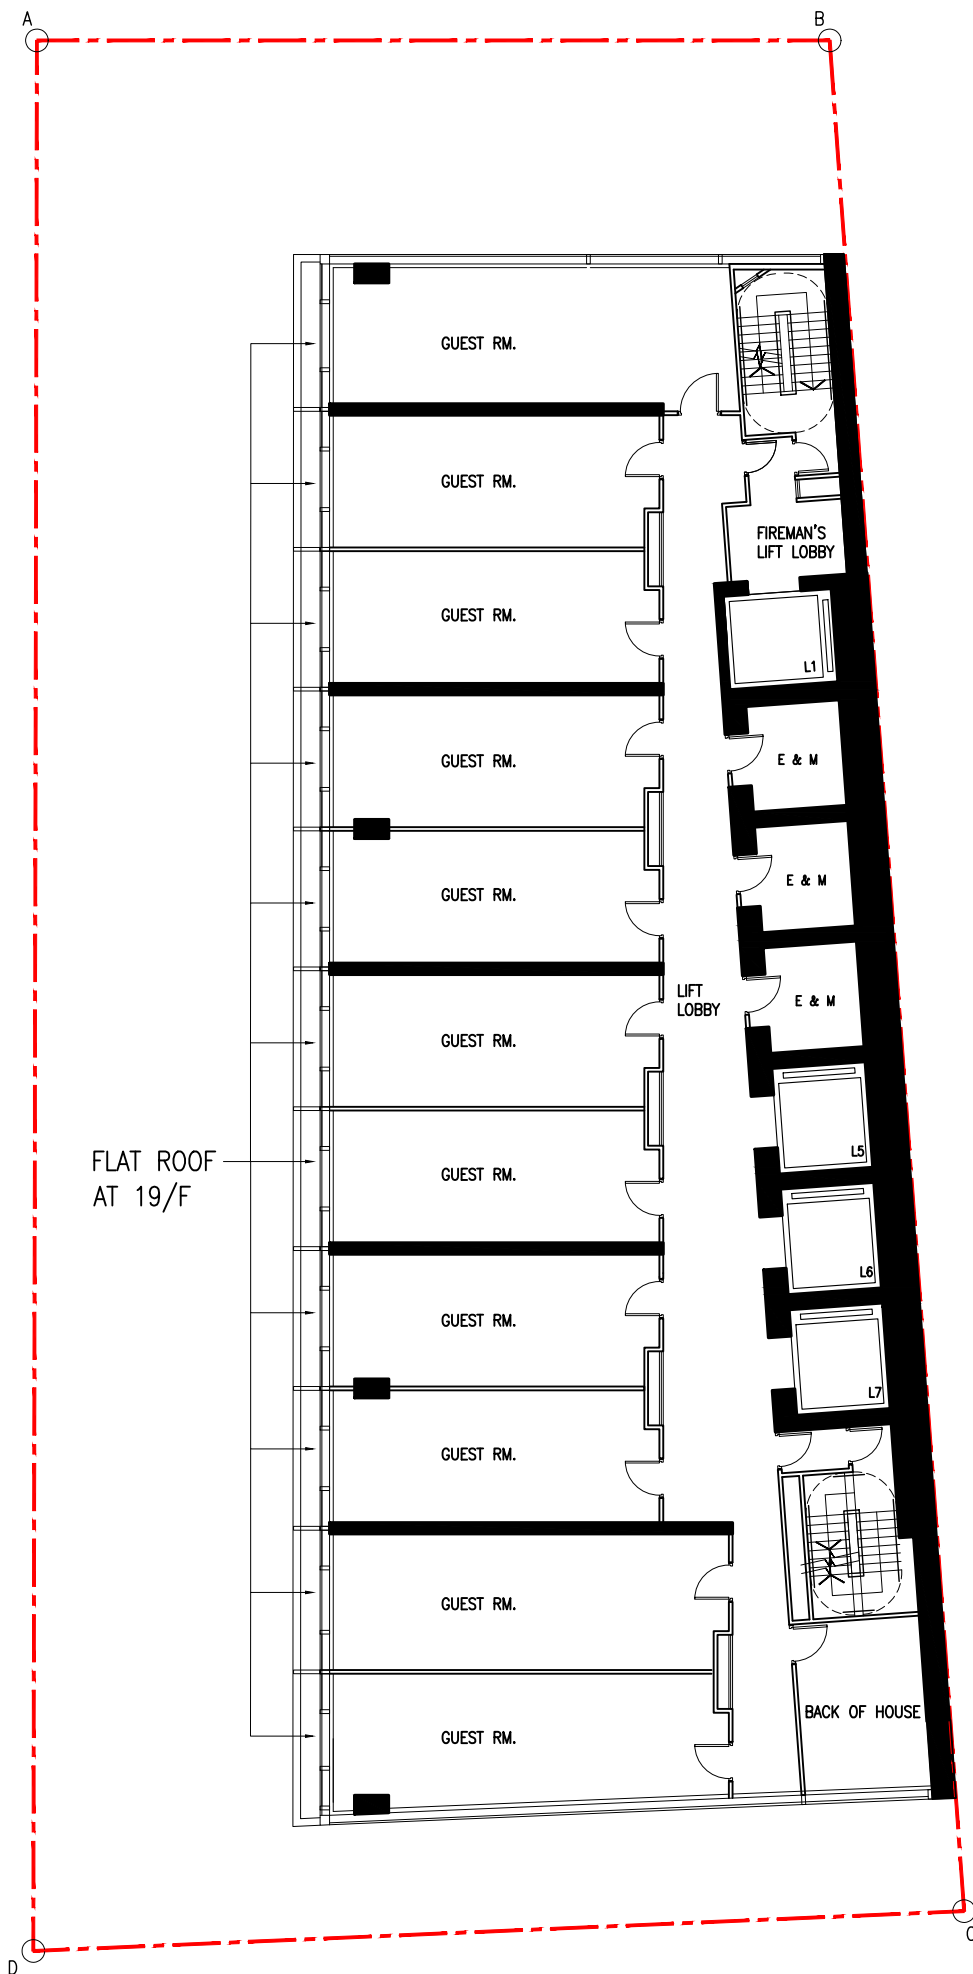 A
B
GUEST RM.
GUEST RM.
FIREMAN'S
LIFT LOBBY
GUEST RM.
L1
GUEST RM.
E & M
E & M
GUEST RM.
LIFT
LOBBY
E & M
GUEST RM.
L5
FLAT ROOF
AT 19/F
GUEST RM.
L6
GUEST RM.
L7
GUEST RM.
GUEST RM.
BACK OF HOUSE
GUEST RM.
C
D